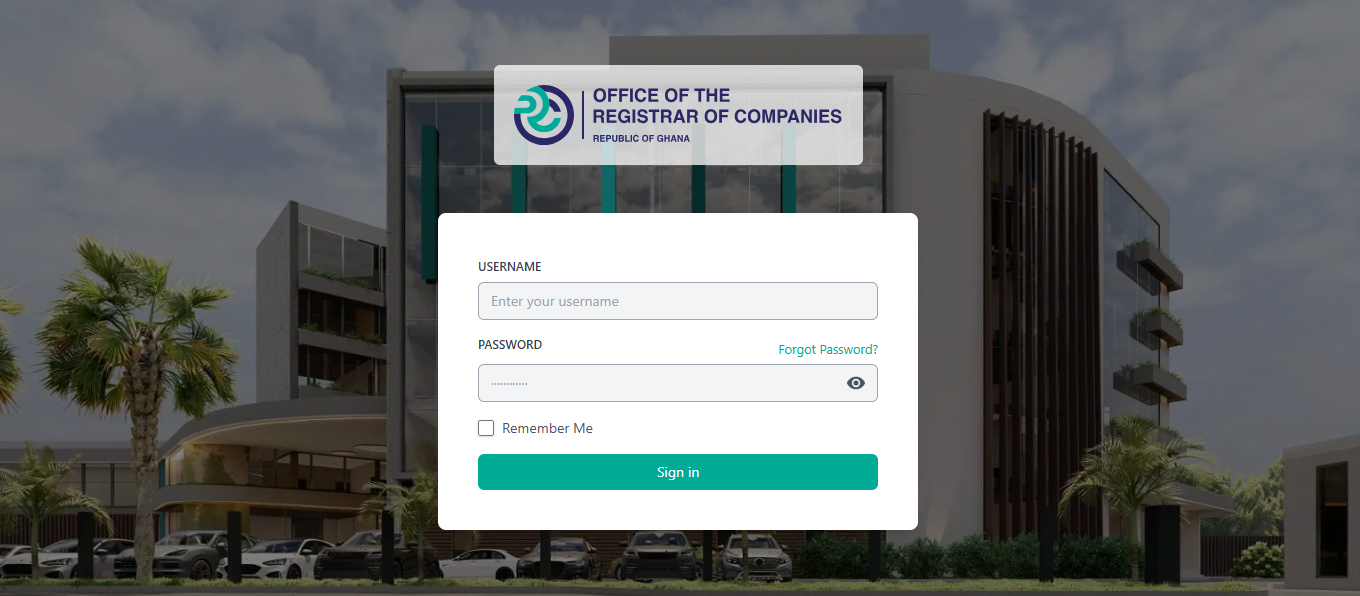 OFFICE OF THE
REGISTRAR OF COMPANIES
REPUBLIC OF GHANA
USERNAME
Enter your username
PASSWORD
Forgot Password?
············
Remember Me
Sign in